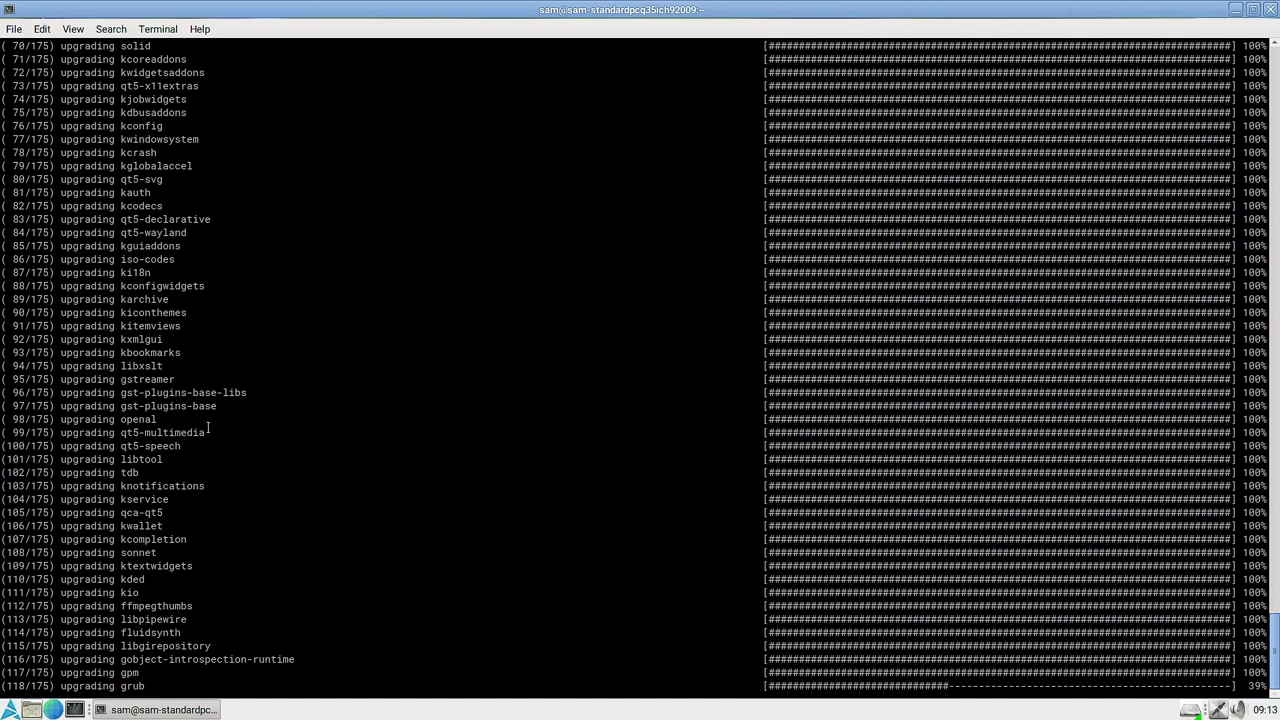 sam@sam-standardpcq35ich92009:~
File Edit View Search Terminal Help
( 70/175) upgrading solid [######################################################################] 100%
( 71/175) upgrading kcoreaddons [######################################################################] 100%
( 72/175) upgrading kwidgetsaddons [######################################################################] 100%
( 73/175) upgrading qt5-x11extras [######################################################################] 100%
( 74/175) upgrading kjobwidgets [######################################################################] 100%
( 75/175) upgrading kdbusaddons [######################################################################] 100%
( 76/175) upgrading kconfig [######################################################################] 100%
( 77/175) upgrading kwindowsystem [######################################################################] 100%
( 78/175) upgrading kcrash [######################################################################] 100%
( 79/175) upgrading kglobalaccel [######################################################################] 100%
( 80/175) upgrading qt5-svg [######################################################################] 100%
( 81/175) upgrading kauth [######################################################################] 100%
( 82/175) upgrading kcodecs [######################################################################] 100%
( 83/175) upgrading qt5-declarative [######################################################################] 100%
( 84/175) upgrading qt5-wayland [######################################################################] 100%
( 85/175) upgrading kguiaddons [######################################################################] 100%
( 86/175) upgrading iso-codes [######################################################################] 100%
( 87/175) upgrading ki18n [######################################################################] 100%
( 88/175) upgrading kconfigwidgets [######################################################################] 100%
( 89/175) upgrading karchive [######################################################################] 100%
( 90/175) upgrading kiconthemes [######################################################################] 100%
( 91/175) upgrading kitemviews [######################################################################] 100%
( 92/175) upgrading kxmlgui [######################################################################] 100%
( 93/175) upgrading kbookmarks [######################################################################] 100%
( 94/175) upgrading libxslt [######################################################################] 100%
( 95/175) upgrading gstreamer [######################################################################] 100%
( 96/175) upgrading gst-plugins-base-libs [######################################################################] 100%
( 97/175) upgrading gst-plugins-base [######################################################################] 100%
( 98/175) upgrading openal [######################################################################] 100%
( 99/175) upgrading qt5-multimedia [######################################################################] 100%
(100/175) upgrading qt5-speech [######################################################################] 100%
(101/175) upgrading libtool [######################################################################] 100%
(102/175) upgrading tdb [######################################################################] 100%
(103/175) upgrading knotifications [######################################################################] 100%
(104/175) upgrading kservice [######################################################################] 100%
(105/175) upgrading qca-qt5 [######################################################################] 100%
(106/175) upgrading kwallet [######################################################################] 100%
(107/175) upgrading kcompletion [######################################################################] 100%
(108/175) upgrading sonnet [######################################################################] 100%
(109/175) upgrading ktextwidgets [######################################################################] 100%
(110/175) upgrading kded [######################################################################] 100%
(111/175) upgrading kio [######################################################################] 100%
(112/175) upgrading ffmpegthumbs [######################################################################] 100%
(113/175) upgrading libpipewire [######################################################################] 100%
(114/175) upgrading fluidsynth [######################################################################] 100%
(115/175) upgrading libgirepository [######################################################################] 100%
(116/175) upgrading gobject-introspection-runtime [######################################################################] 100%
(117/175) upgrading gpm [######################################################################] 100%
(118/175) upgrading grub [###########################-------------------------------------------] 39%
sam@sam-standardpc... 09:13